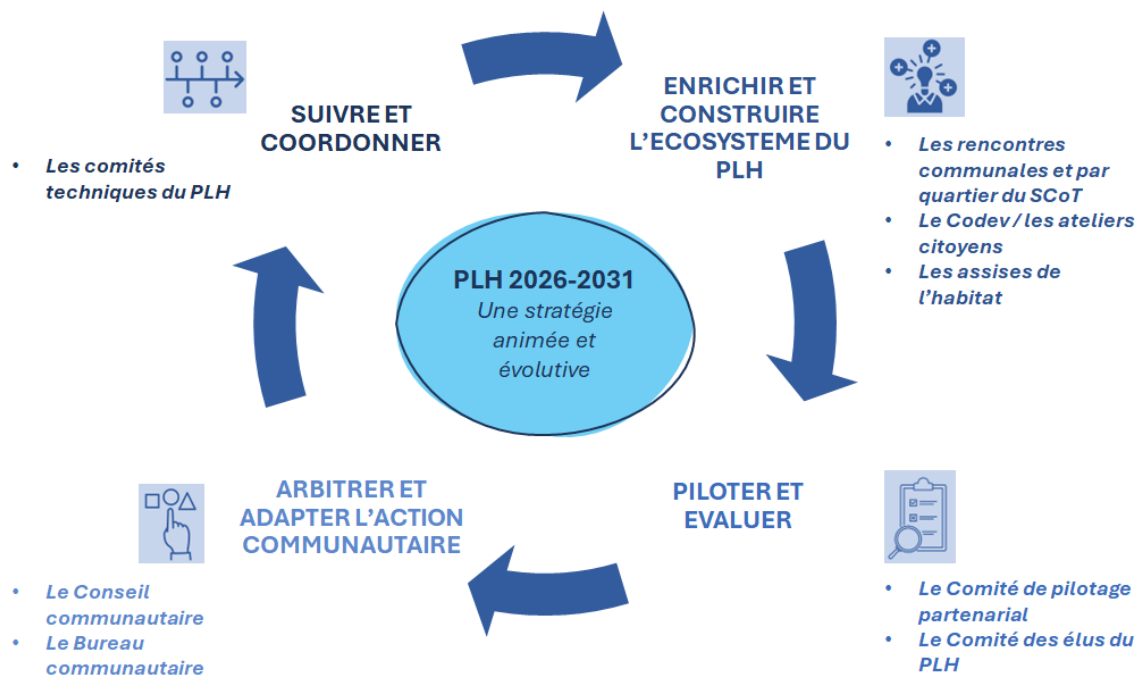 SUIVRE ET
COORDONNER
• Les comités
techniques du PLH
ENRICHIR ET
CONSTRUIRE
L’ECOSYSTEME DU
PLH
• Les rencontres
communales et par
quartier du SCoT
• Le Codev / les ateliers
citoyens
• Les assises de
l’habitat
PLH 2026-2031
Une stratégie
animée et
évolutive
ARBITRER ET
ADAPTER L’ACTION
COMMUNAUTAIRE
• Le Conseil
communautaire
• Le Bureau
communautaire
PILOTER ET
EVALUER
• Le Comité de pilotage
partenarial
• Le Comité des élus du
PLH